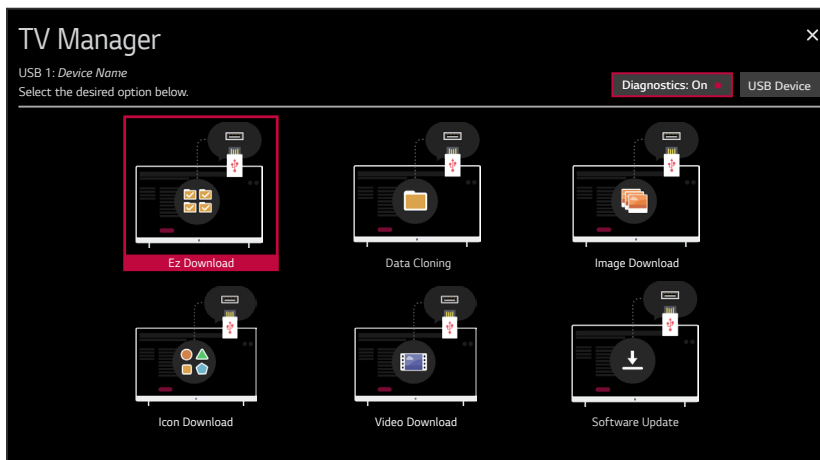 TV Manager
USB 1: Device Name
Select the desired option below.
Diagnostics: On
USB Device
Ez Download
Data Cloning
Image Download
Icon Download
Video Download
Software Update